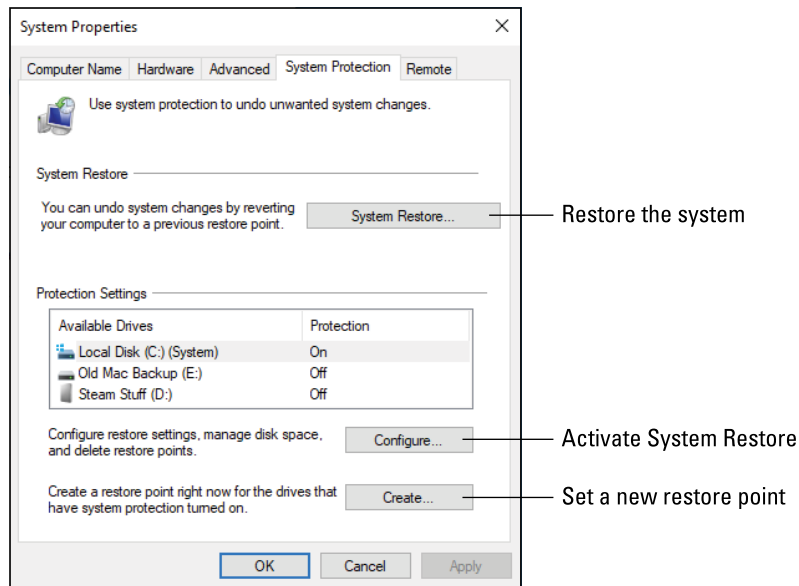 System Properties
Computer Name Hardware Advanced System Protection Remote
Use system protection to undo unwanted system changes.
System Restore
You can undo system changes by reverting
your computer to a previous restore point.
System Restore...
Restore the system
Protection Settings
Available Drives Protection
Local Disk (C:) (System) On
Old Mac Backup (E:) Off
Steam Stuff (D:) Off
Configure restore settings, manage disk space,
and delete restore points.
Configure...
Activate System Restore
Create a restore point right now for the drives that
have system protection turned on.
Create...
Set a new restore point
OK Cancel Apply